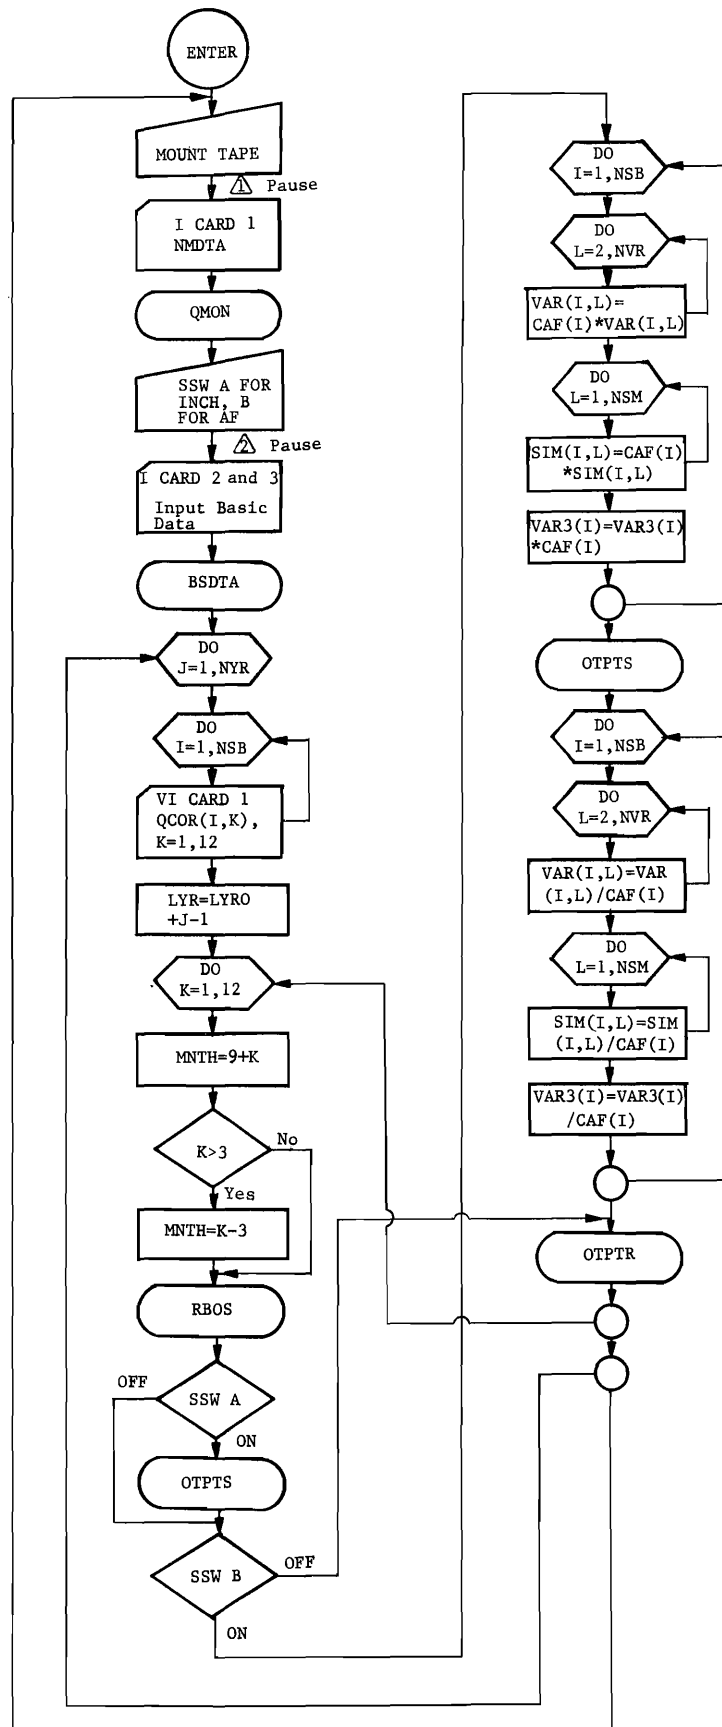 ENTER
MOUNT TAPE
1 Pause
I CARD 1
NMDTA
QMON
SSW A FOR
INCH, B
FOR AF
2 Pause
I CARD 2 and 3
Input Basic
Data
BSDTA
DO
J=1,NYR
DO
I=1,NSB
VI CARD 1
QCOR(I,K),
K=1,12
LYR=LYRO
+J-1
DO
K=1,12
MNTH=9+K
K>3
No
Yes
MNTH=K-3
RBOS
OFF
SSW A
ON
OTPTS
SSW B
OFF
ON
DO
I=1,NSB
DO
L=2,NVR
VAR(I,L)=
CAF(I)*VAR(I,L)
DO
L=1,NSM
SIM(I,L)=CAF(I)
*SIM(I,L)
VAR3(I)=VAR3(I)
*CAF(I)
OTPTS
DO
I=1,NSB
DO
L=2,NVR
VAR(I,L)=VAR
(I,L)/CAF(I)
DO
L=1,NSM
SIM(I,L)=SIM
(I,L)/CAF(I)
VAR3(I)=VAR3(I)
/CAF(I)
OTPTR